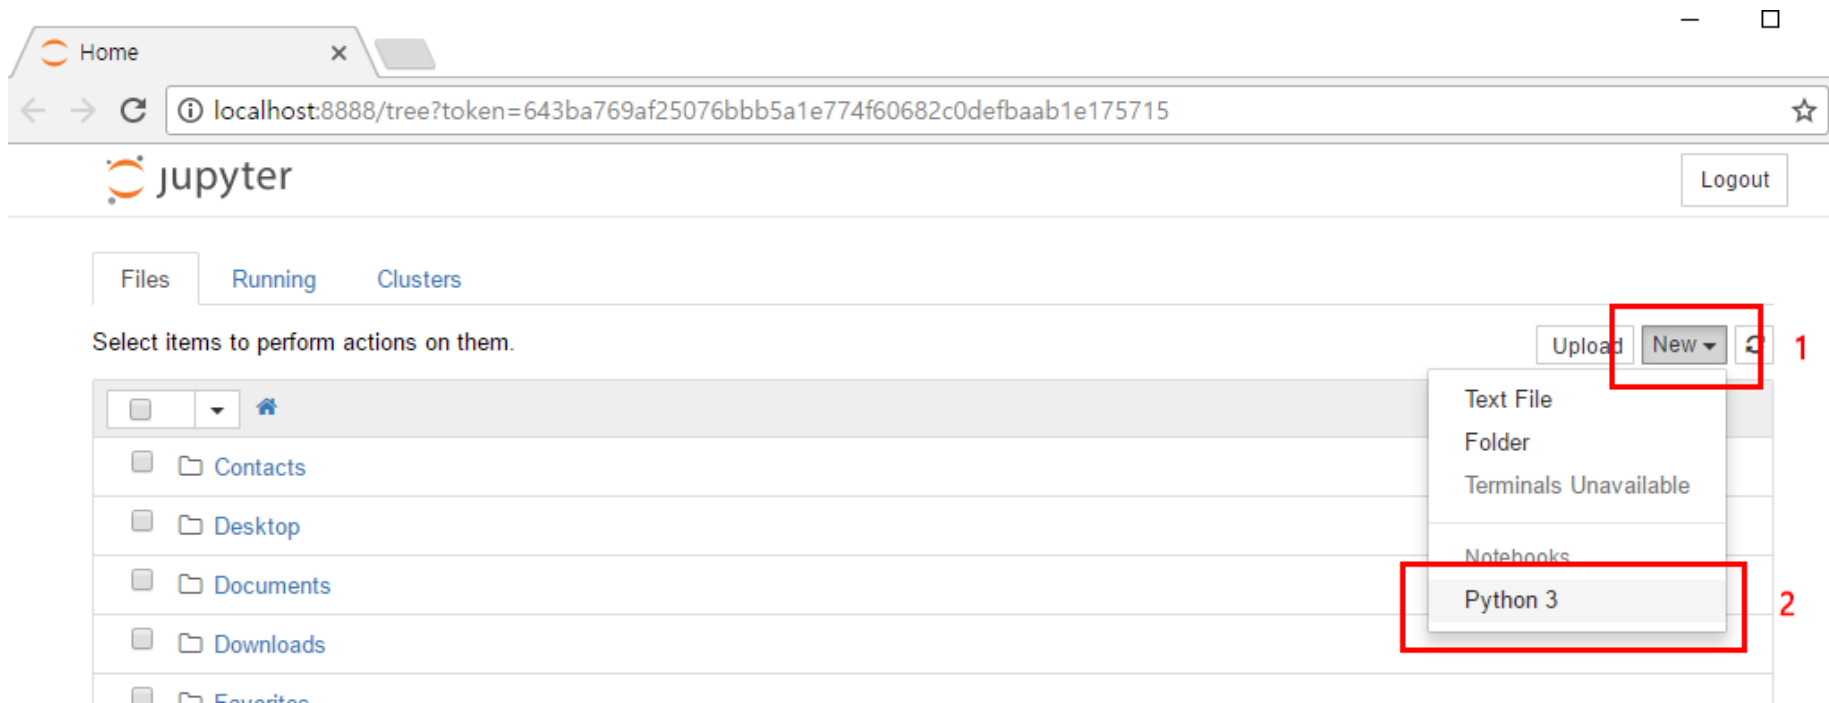 Home
localhost:8888/tree?token=643ba769af25076bbb5a1e774f60682c0defbaab1e175715
jupyter
Logout
Files Running Clusters
Select items to perform actions on them.
Upload New 1
Text File
Folder
Terminals Unavailable
Notebooks
Python 3 2
Contacts
Desktop
Documents
Downloads
Favorites